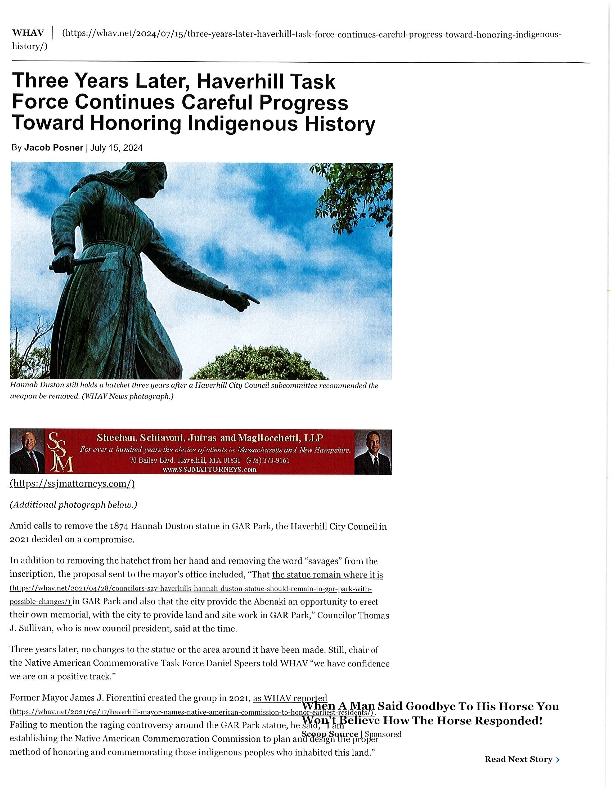 WHAV | (https://whav.net/2024/07/15/three-years-later-haverhill-task-force-continues-careful-progress-toward-honoring-indigenous-
history/)
Three Years Later, Haverhill Task
Force Continues Careful Progress
Toward Honoring Indigenous History
By Jacob Posner | July 15, 2024
Hannah Duston still holds a hatchet three years after a Haverhill City Council subcommittee recommended the
weapon be removed. (WHAV News photograph.)
SSM
Sheehan, Schiavoni, Jutras and Magliocchetti, LLP
For over a hundred years the choice of clients in Massachusetts and New Hampshire.
70 Bailey Blvd., Haverhill, MA 01830 (978) 373-9161
www.SSJMATTORNEYS.com
(https://ssjmattorneys.com/)
(Additional photograph below.)
Amid calls to remove the 1874 Hannah Duston statue in GAR Park, the Haverhill City Council in
2021 decided on a compromise.
In addition to removing the hatchet from her hand and removing the word “savages” from the
inscription, the proposal sent to the mayor’s office included, “That the statue remain where it is
(https://whav.net/2021/04/28/councilors-say-haverhills-hannah-duston-statue-should-remain-in-gar-park-with-
possible-changes/) in GAR Park and also that the city provide the Abenaki an opportunity to erect
their own memorial, with the city to provide land and site work in GAR Park,” Councilor Thomas
J. Sullivan, who is now council president, said at the time.
Three years later, no changes to the statue or the area around it have been made. Still, chair of
the Native American Commemorative Task Force Daniel Speers told WHAV “we have confidence
we are on a positive track.”
Former Mayor James J. Fiorentini created the group in 2021, as WHAV reported
(https://whav.net/2021/05/17/haverhill-mayor-names-native-american-commission-to-honor-earliest-residents/).
Failing to mention the raging controversy around the GAR Park statue, he said, “I am
establishing the Native American Commemoration Commission to plan and design the proper
method of honoring and commemorating those indigenous peoples who inhabited this land.”
When A Man Said Goodbye To His Horse You
Won't Believe How The Horse Responded!
Scoop Source | Sponsored
Read Next Story >